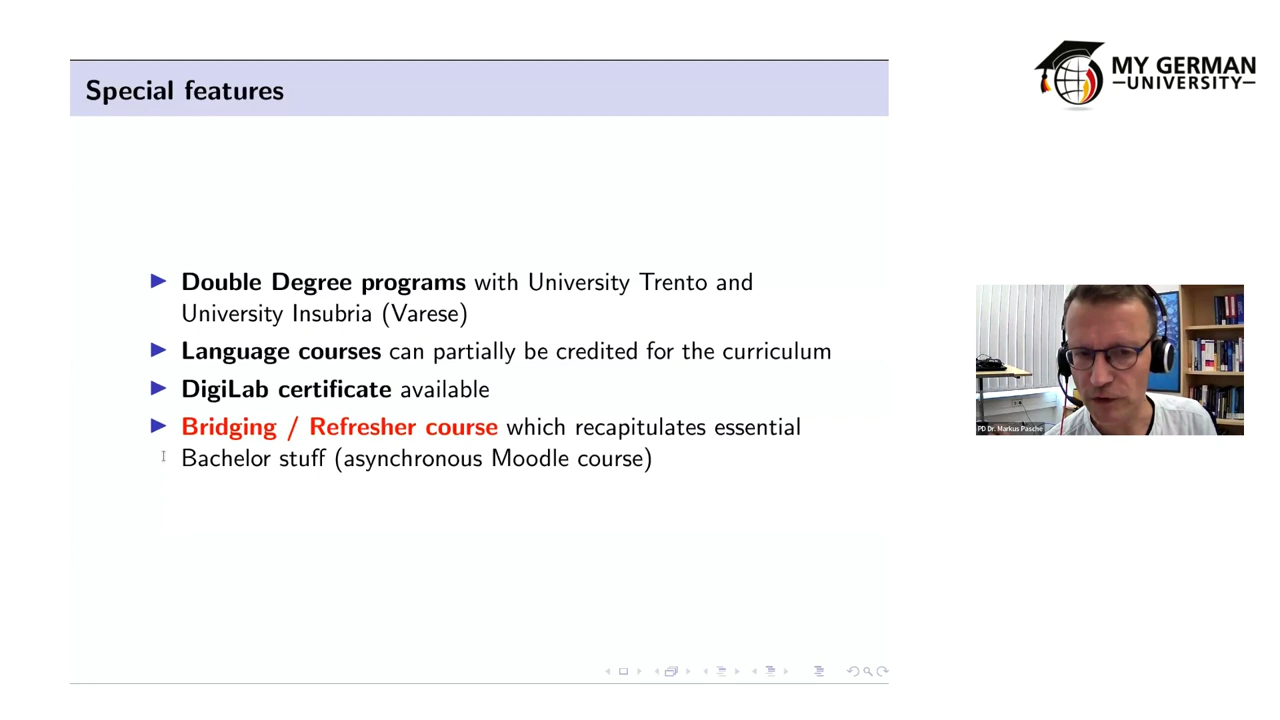 Special features
MY GERMAN
UNIVERSITY
Double Degree programs with University Trento and
University Insubria (Varese)
Language courses can partially be credited for the curriculum
DigiLab certificate available
Bridging / Refresher course which recapitulates essential
Bachelor stuff (asynchronous Moodle course)
PD Dr. Markus Pasche